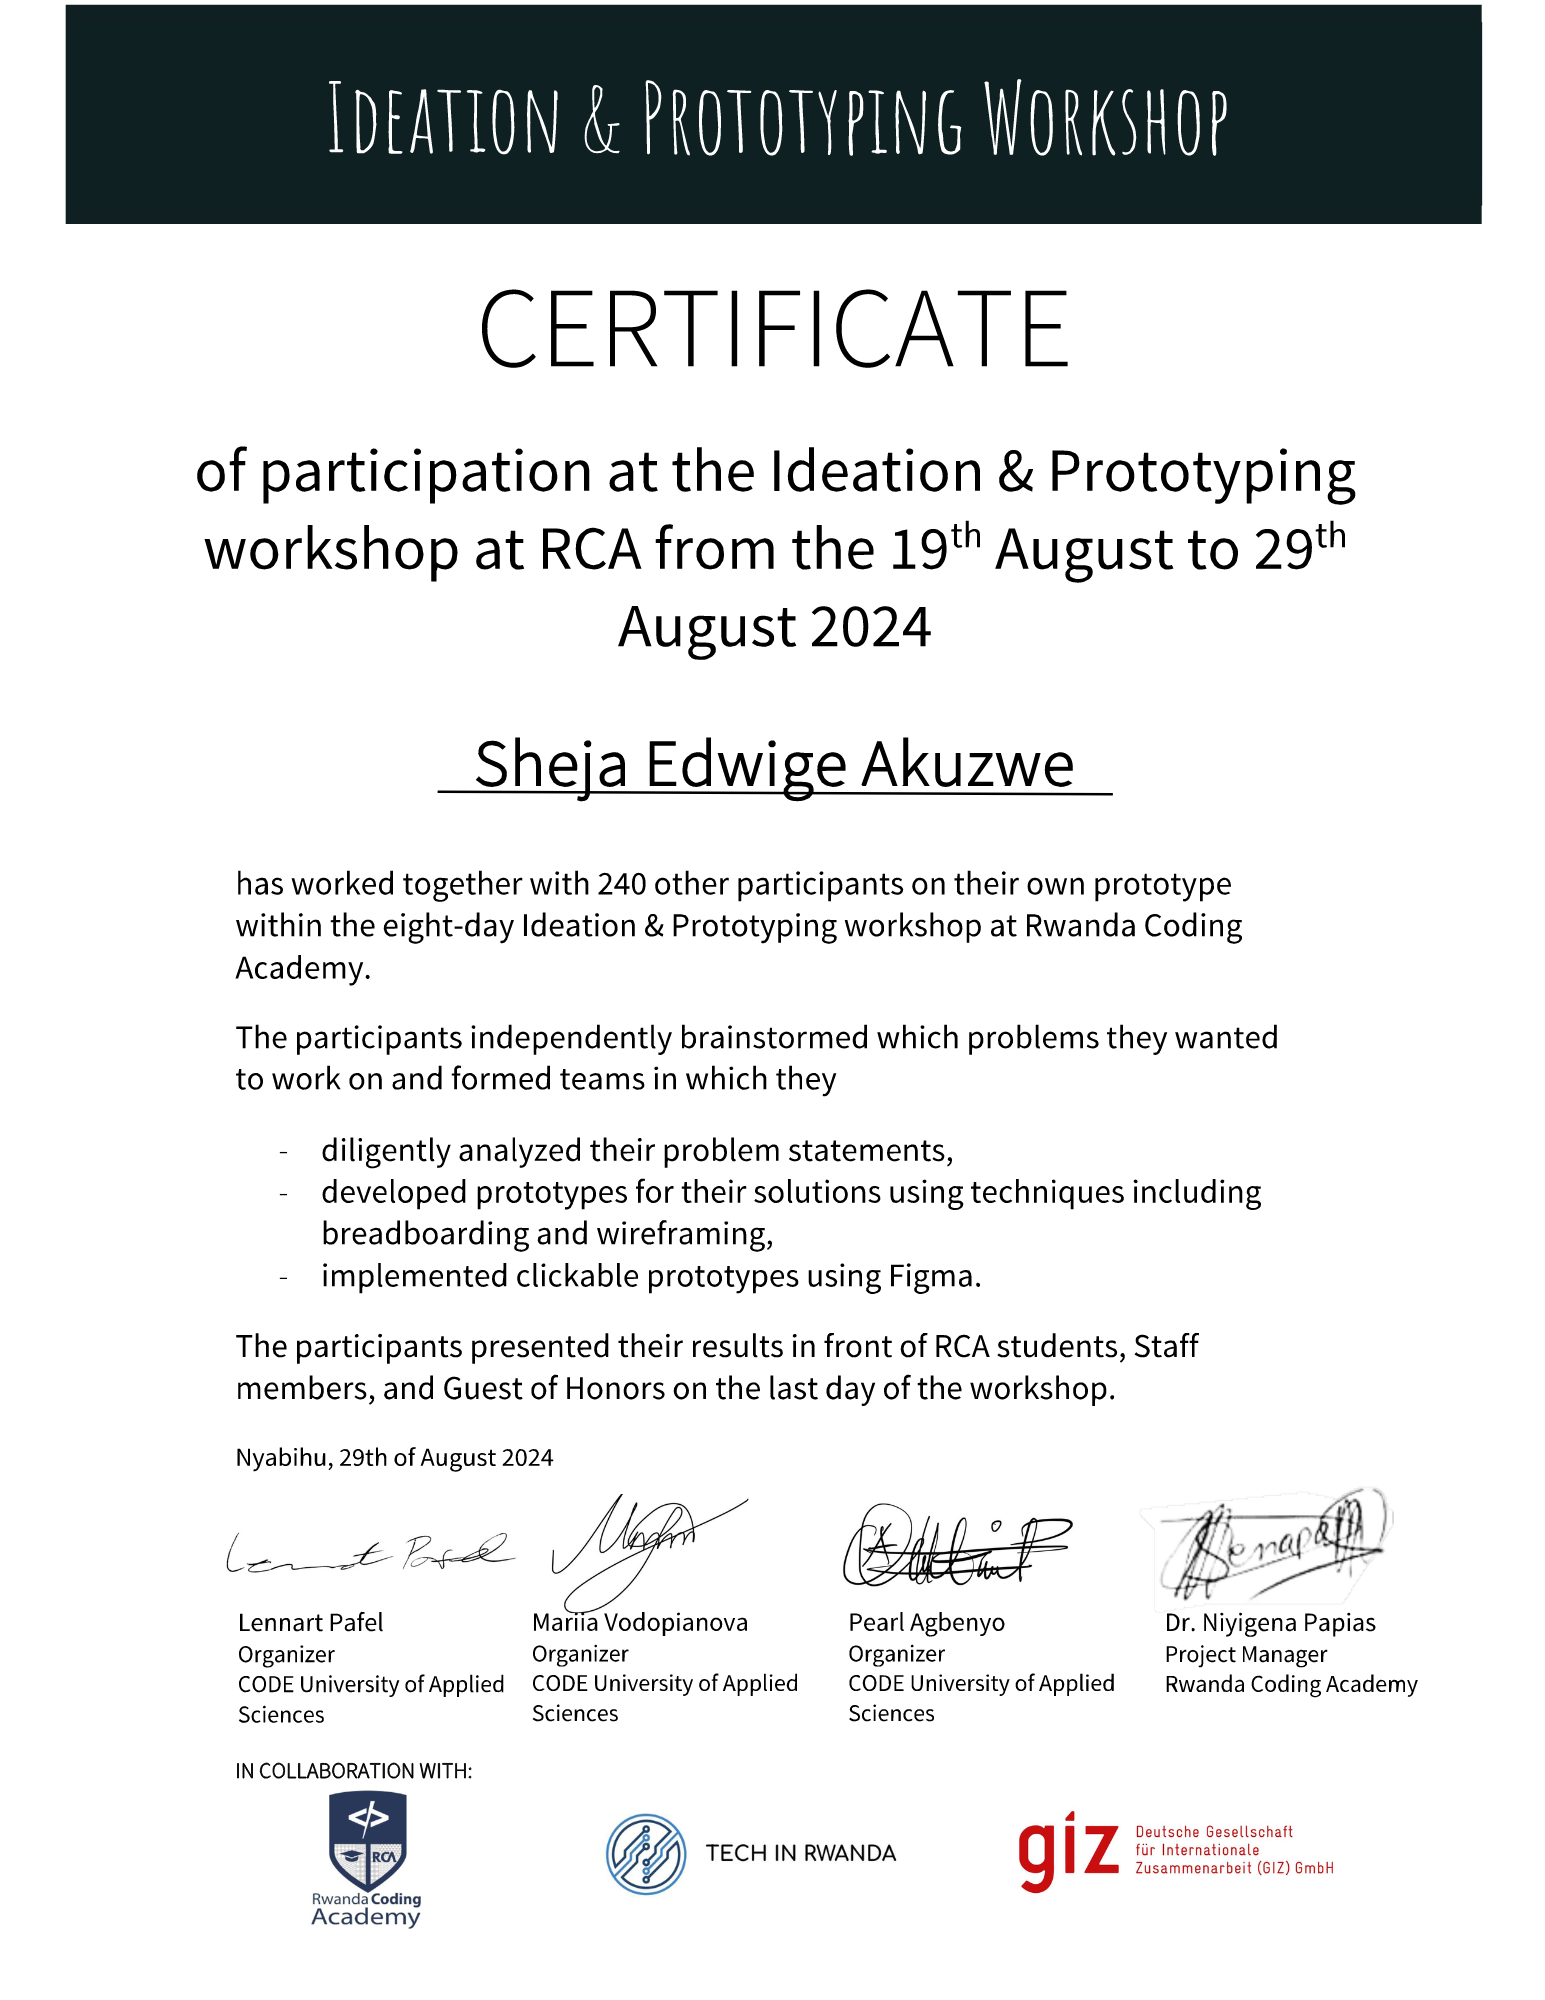 IDEATION & PROTOTYPING WORKSHOP
CERTIFICATE
of participation at the Ideation & Prototyping
workshop at RCA from the 19th August to 29th
August 2024
Sheja Edwige Akuzwe
has worked together with 240 other participants on their own prototype
within the eight-day Ideation & Prototyping workshop at Rwanda Coding
Academy.
The participants independently brainstormed which problems they wanted
to work on and formed teams in which they
- diligently analyzed their problem statements,
- developed prototypes for their solutions using techniques including
breadboarding and wireframing,
- implemented clickable prototypes using Figma.
The participants presented their results in front of RCA students, Staff
members, and Guest of Honors on the last day of the workshop.
Nyabihu, 29th of August 2024
Lennart Pafel
Organizer
CODE University of Applied
Sciences
Mariia Vodopianova
Organizer
CODE University of Applied
Sciences
Pearl Agbenyo
Organizer
CODE University of Applied
Sciences
Dr. Niyigena Papias
Project Manager
Rwanda Coding Academy
IN COLLABORATION WITH:
</>
RCA
Rwanda Coding
Academy
TECH IN RWANDA
giz
Deutsche Gesellschaft
für Internationale
Zusammenarbeit (GIZ) GmbH